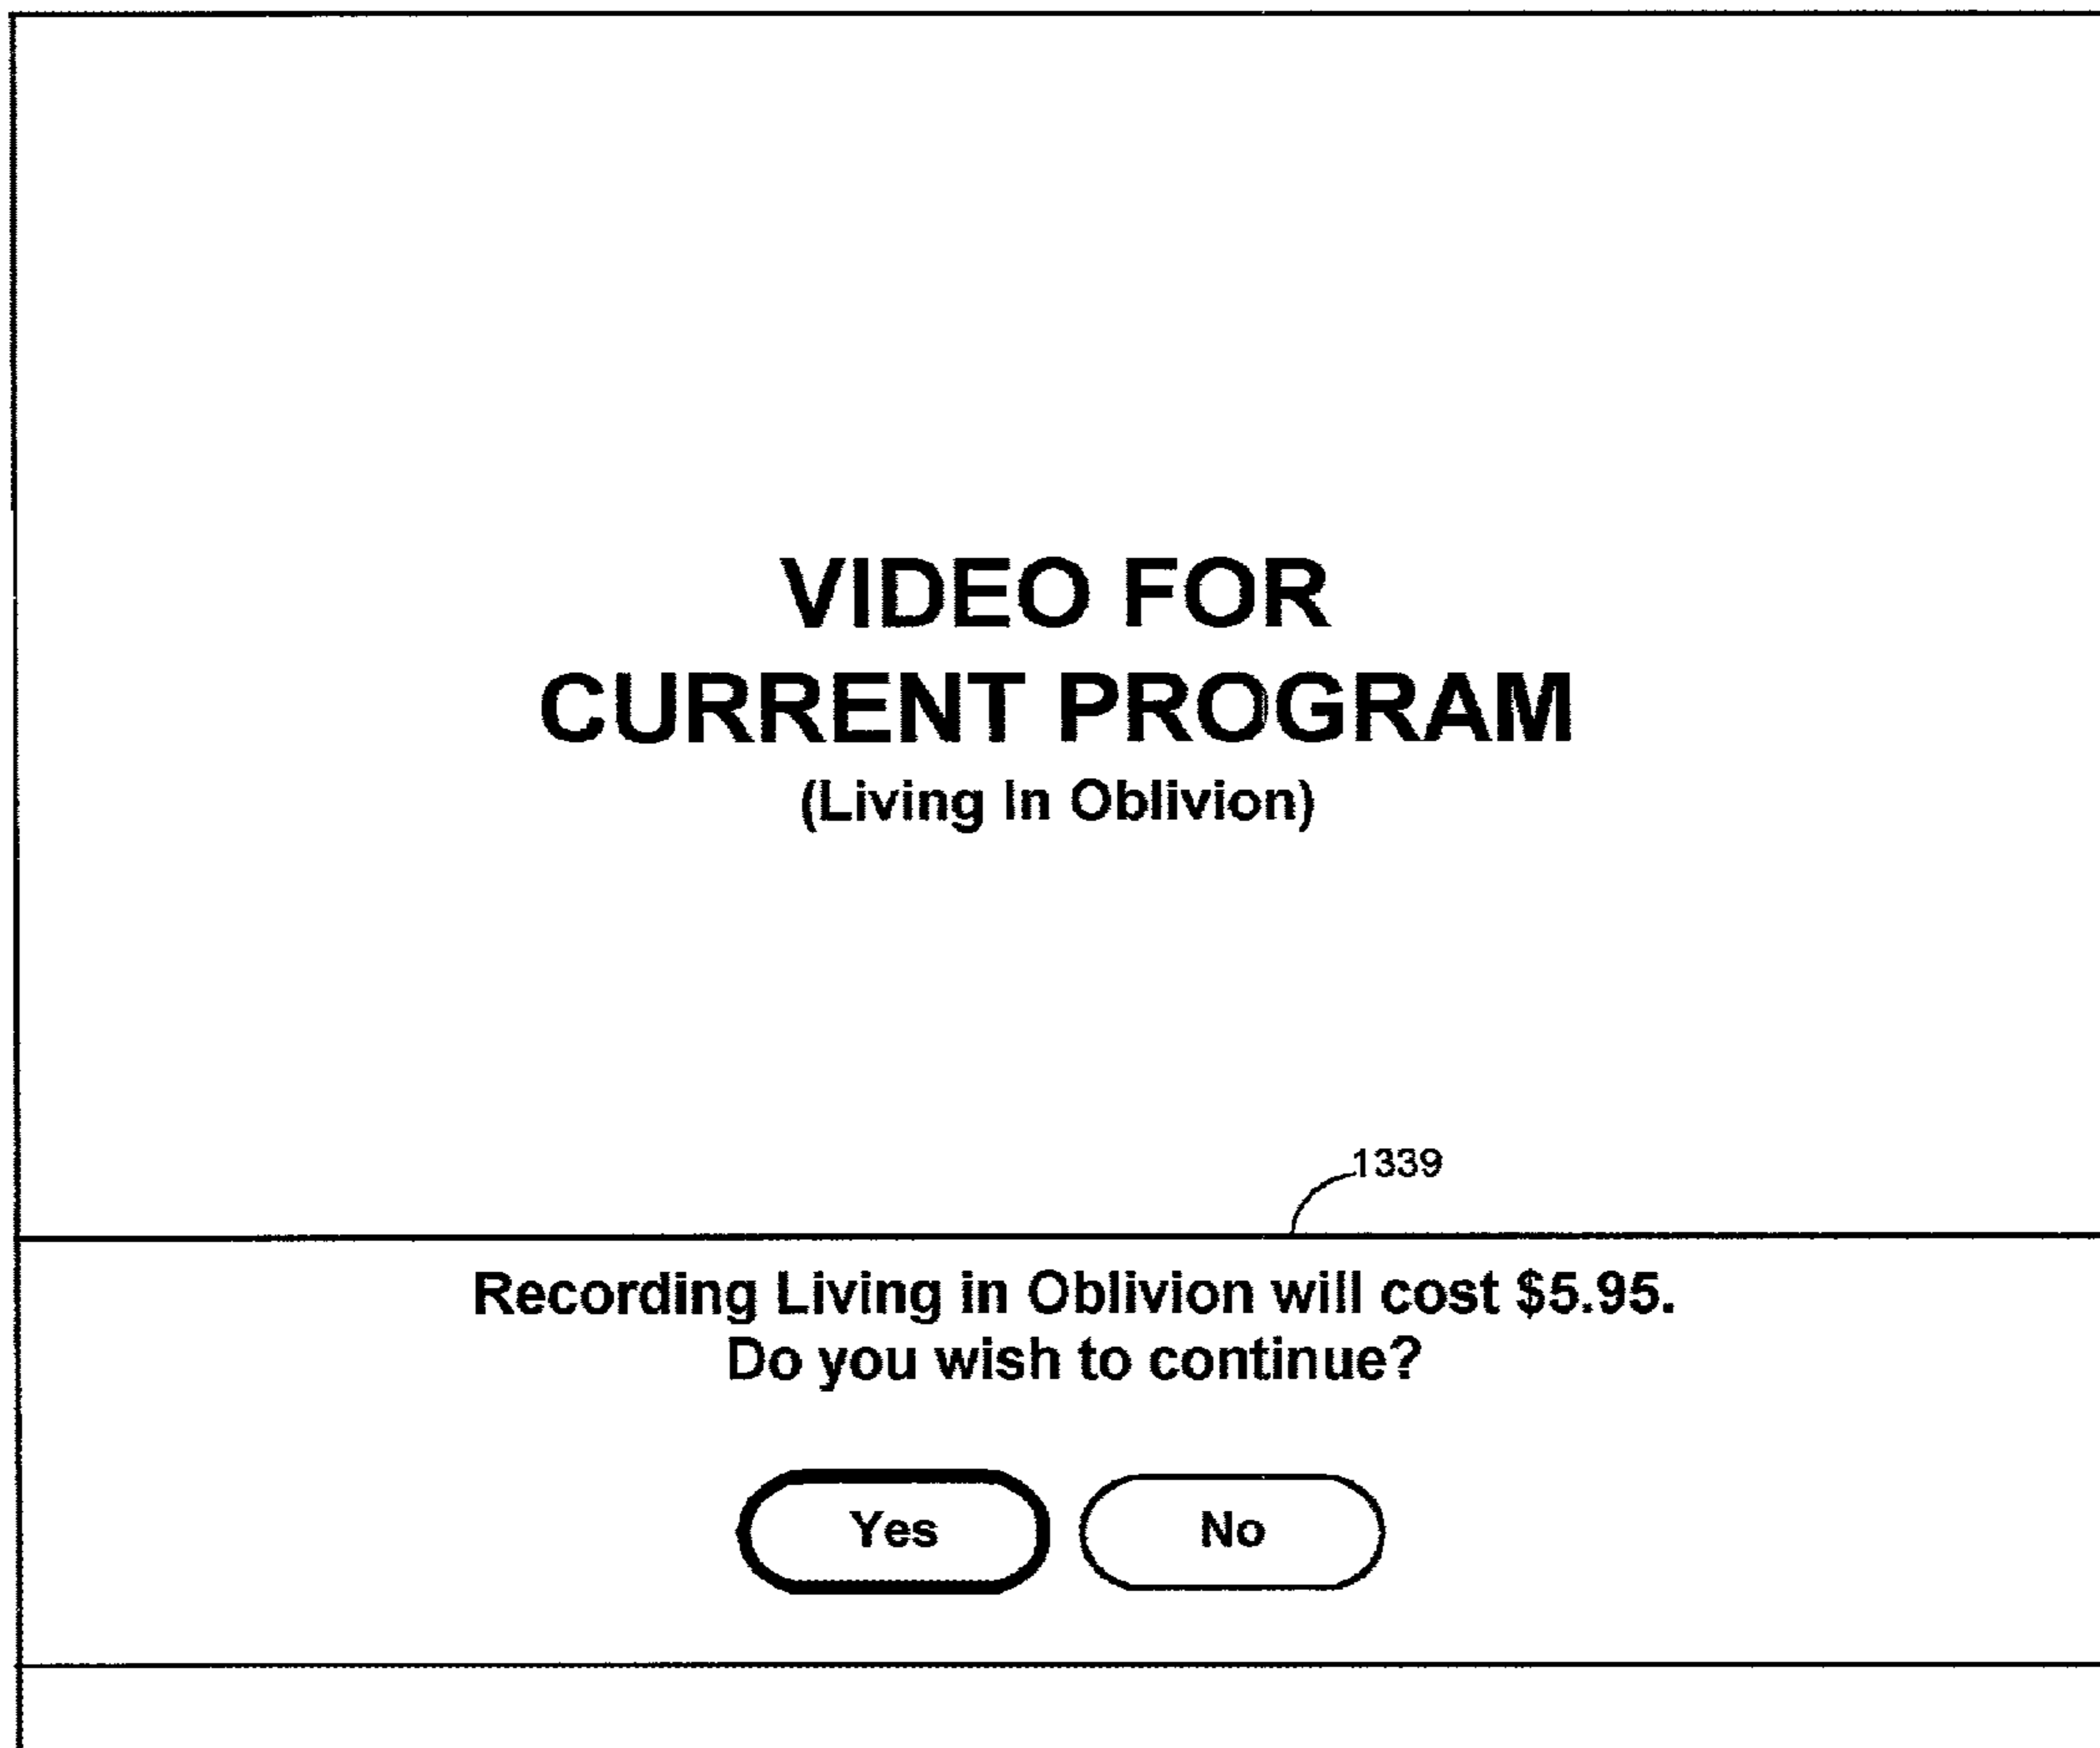 VIDEO FOR
CURRENT PROGRAM
(Living In Oblivion)
1339
Recording Living in Oblivion will cost $5.95.
Do you wish to continue?
Yes No